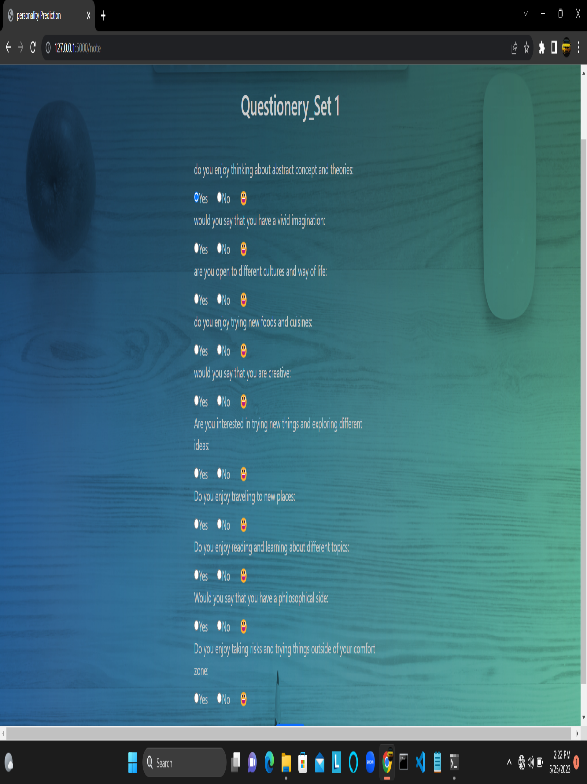 personality Prediction
127.0.0.1:5000/note
Questionery_Set 1
do you enjoy thinking about abstract concept and theories:
Yes No
would you say that you have a vivid imagination:
Yes No
are you open to different cultures and way of life:
Yes No
do you enjoy trying new foods and cuisines:
Yes No
would you say that you are creative:
Yes No
Are you interested in trying new things and exploring different
ideas:
Yes No
Do you enjoy traveling to new places:
Yes No
Do you enjoy reading and learning about different topics:
Yes No
Would you say that you have a philosophical side:
Yes No
Do you enjoy taking risks and trying things outside of your comfort
zone:
Yes No
Search
2:22 PM